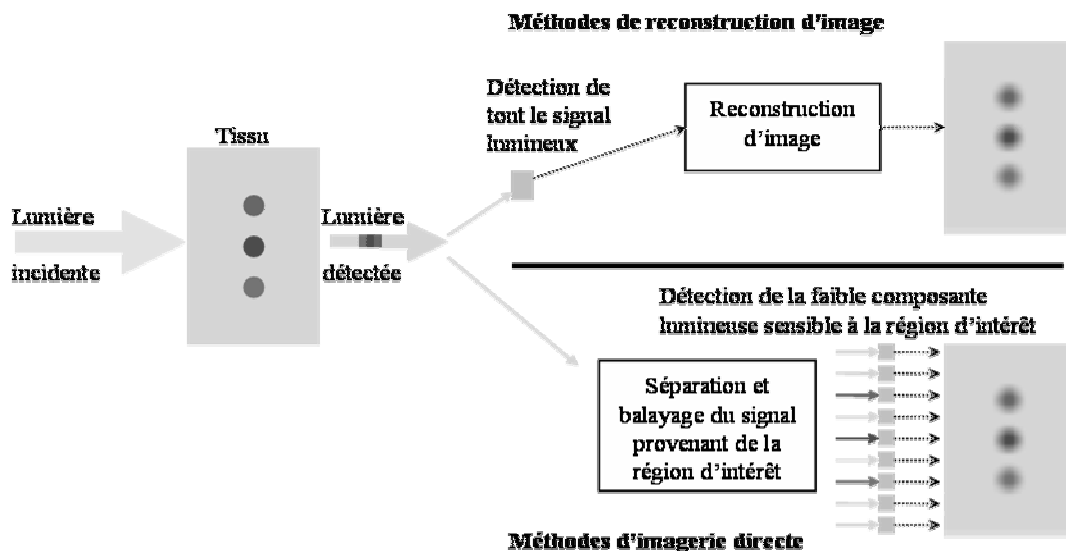 Méthodes de reconstruction d'image
Détection de
tout le signal
lumineux
Reconstruction
d'image
Tissu
Lumière
incidente
Lumière
détectée
Détection de la faible composante
lumineuse sensible à la région d'intérêt
Séparation et
balayage du signal
provenant de la
région d'intérêt
Méthodes d'imagerie directe